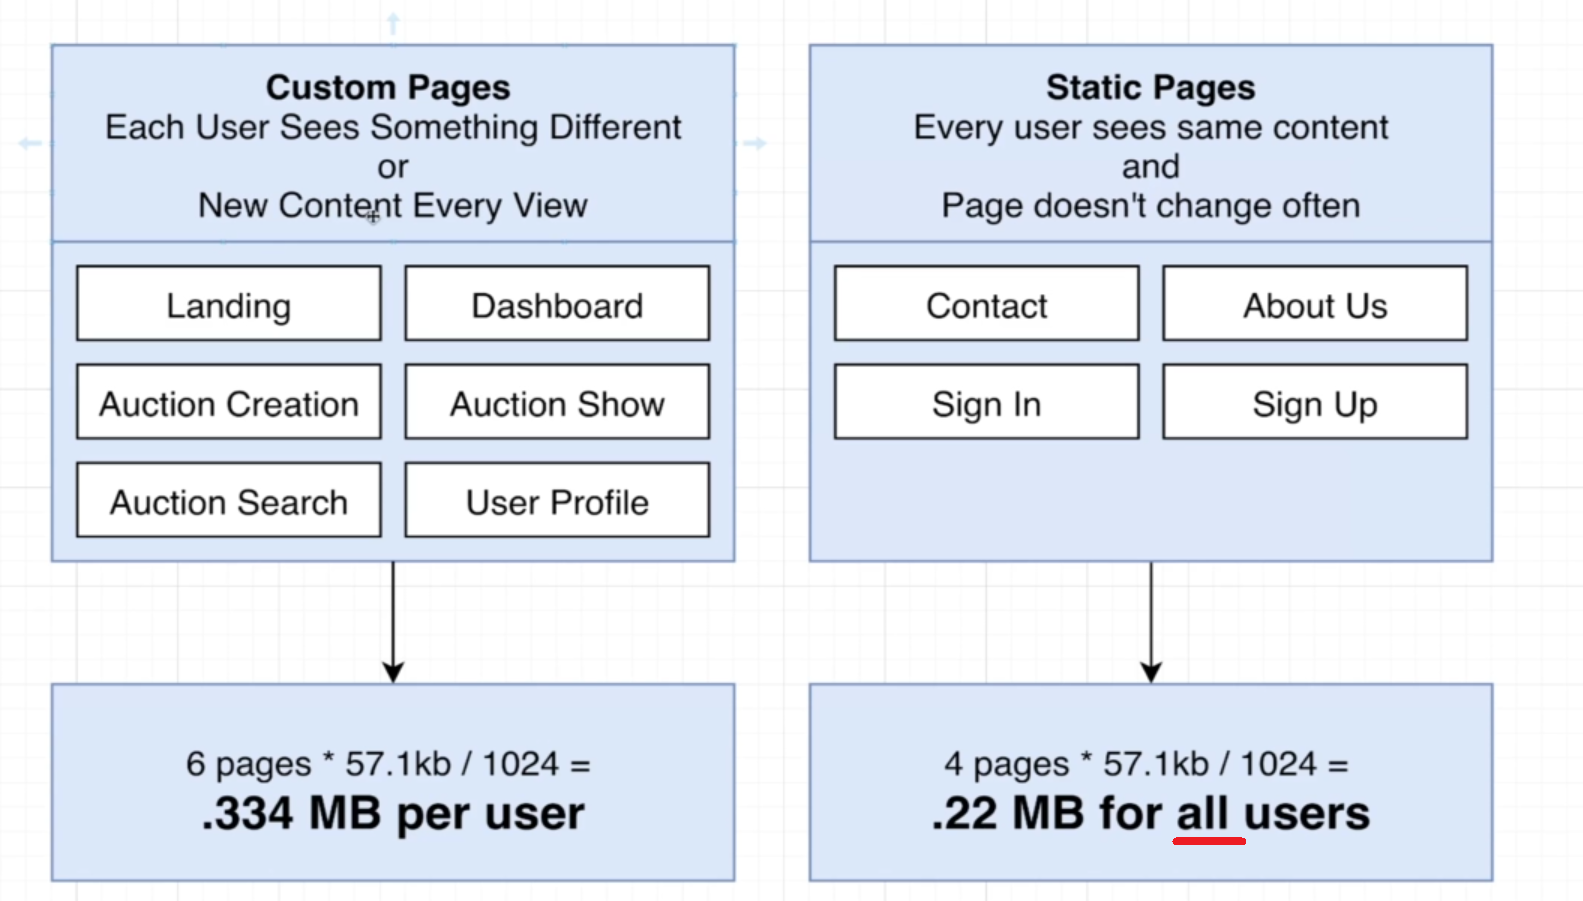 Custom Pages
Each User Sees Something Different
or
New Content Every View
Landing
Dashboard
Auction Creation
Auction Show
Auction Search
User Profile
6 pages * 57.1kb / 1024 =
.334 MB per user
Static Pages
Every user sees same content
and
Page doesn't change often
Contact
About Us
Sign In
Sign Up
4 pages * 57.1kb / 1024 =
.22 MB for all users